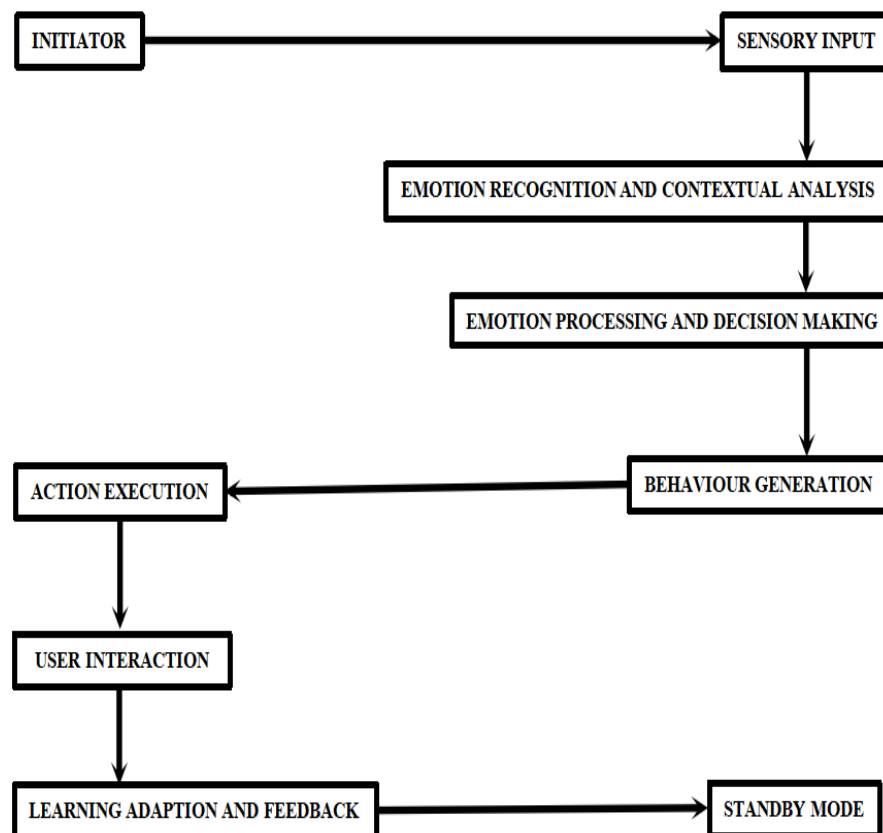 INITIATOR
SENSORY INPUT
EMOTION RECOGNITION AND CONTEXTUAL ANALYSIS
EMOTION PROCESSING AND DECISION MAKING
BEHAVIOUR GENERATION
ACTION EXECUTION
USER INTERACTION
LEARNING ADAPTION AND FEEDBACK
STANDBY MODE